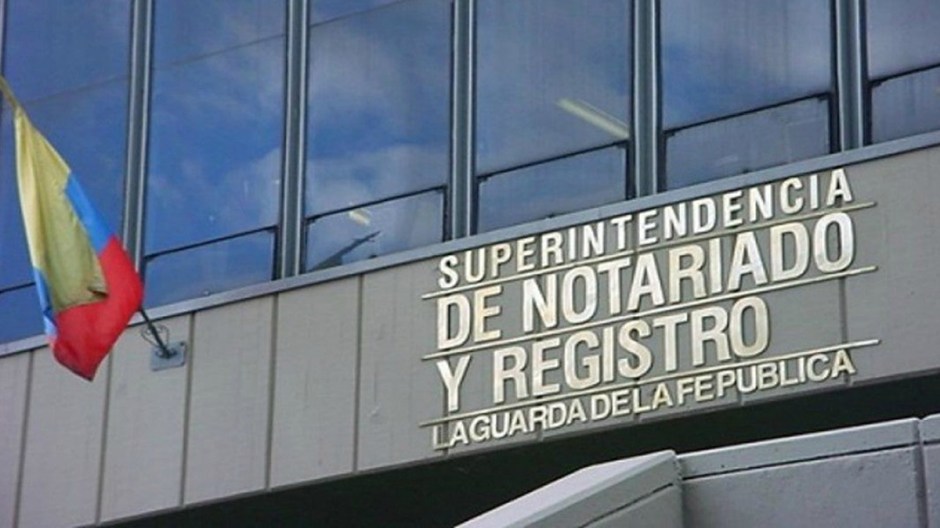 SUPERINTENDENCIA
DE NOTARIADO
Y REGISTRO
LA GUARDA DE LA FE PUBLICA